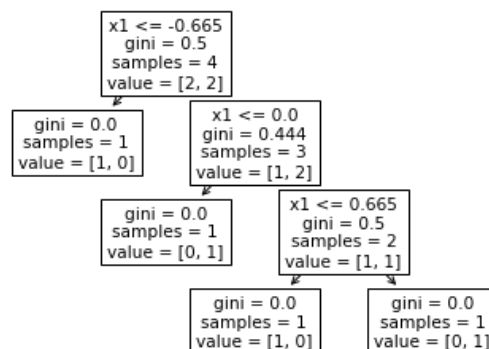 x1 <= -0.665
gini = 0.5
samples = 4
value = [2, 2]
gini = 0.0
samples = 1
value = [1, 0]
x1 <= 0.0
gini = 0.444
samples = 3
value = [1, 2]
gini = 0.0
samples = 1
value = [0, 1]
x1 <= 0.665
gini = 0.5
samples = 2
value = [1, 1]
gini = 0.0
samples = 1
value = [1, 0]
gini = 0.0
samples = 1
value = [0, 1]